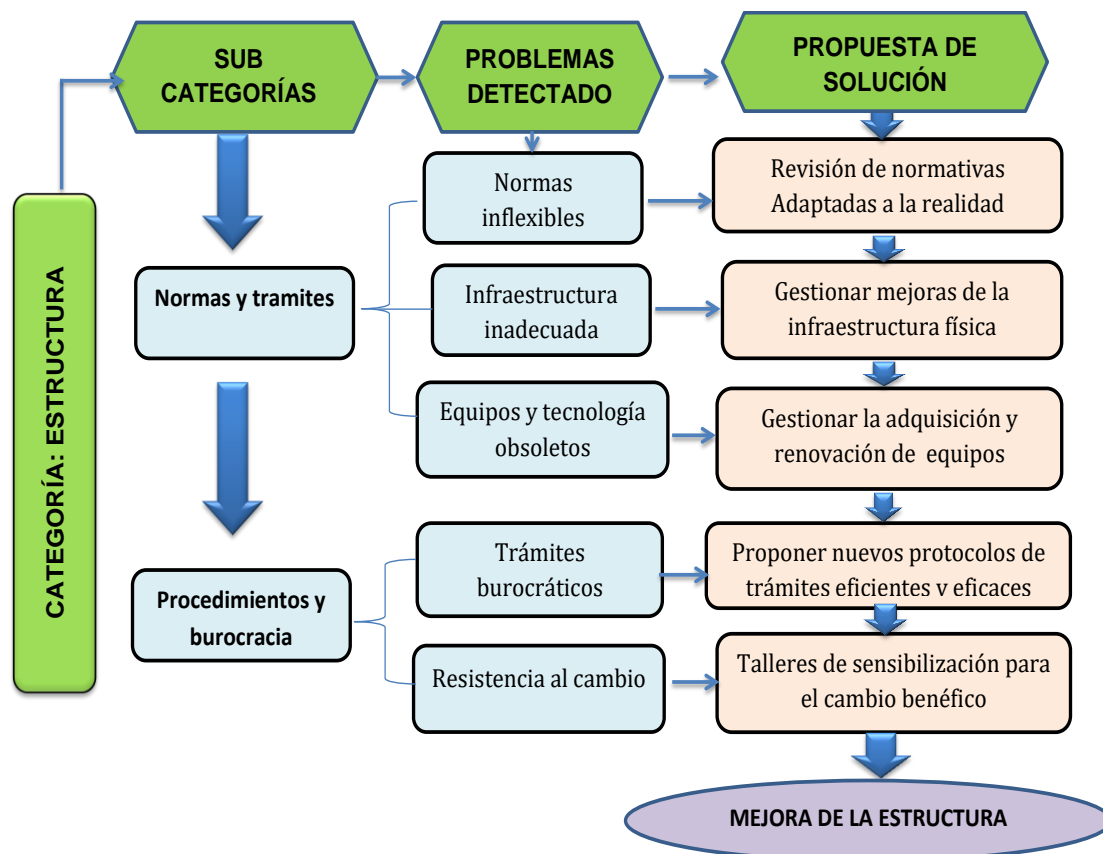 SUB
CATEGORÍAS
PROBLEMAS
DETECTADO
PROPUESTA DE
SOLUCIÓN
CATEGORÍA: ESTRUCTURA
Normas y tramites
Normas
inflexibles
Revisión de normativas
Adaptadas a la realidad
Infraestructura
inadecuada
Gestionar mejoras de la
infraestructura física
Equipos y tecnología
obsoletos
Gestionar la adquisición y
renovación de equipos
Procedimientos y
burocracia
Trámites
burocráticos
Proponer nuevos protocolos de
trámites eficientes y eficaces
Resistencia al cambio
Talleres de sensibilización para
el cambio benéfico
MEJORA DE LA ESTRUCTURA